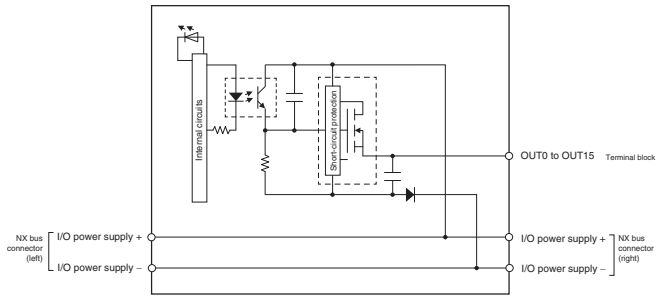 Internal circuits
Short-circuit protection
OUT0 to OUT15 Terminal block
NX bus
connector
(left)
I/O power supply +
I/O power supply −
I/O power supply +
I/O power supply −
NX bus
connector
(right)